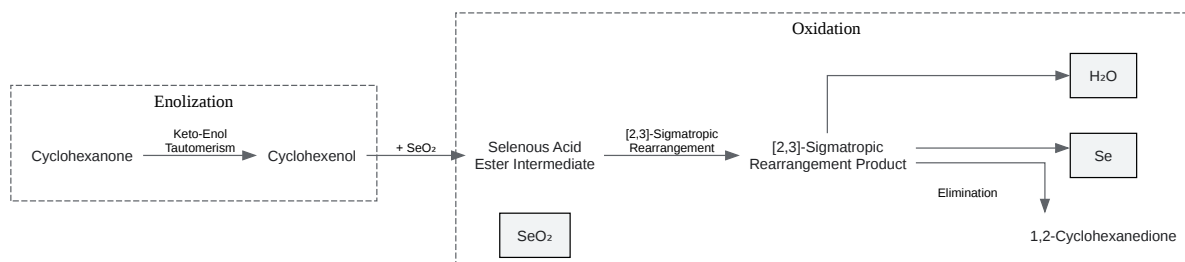 Oxidation
H₂O
Enolization
Keto-Enol
Tautomerism
Cyclohexanone
Cyclohexenol
+ SeO₂
Selenous Acid
Ester Intermediate
[2,3]-Sigmatropic
Rearrangement
[2,3]-Sigmatropic
Rearrangement Product
Se
Elimination
SeO₂
1,2-Cyclohexanedione